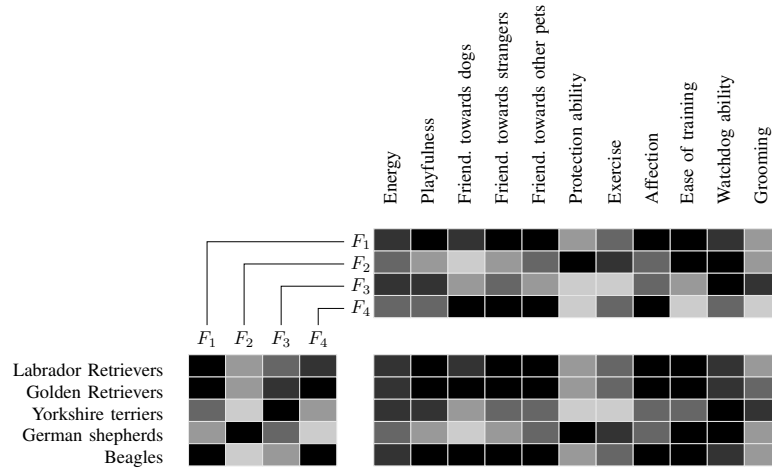 Energy
Playfulness
Friend. towards dogs
Friend. towards strangers
Friend. towards other pets
Protection ability
Exercise
Affection
Ease of training
Watchdog ability
Grooming
F₁
F₂
F₃
F₄
F₁ F₂ F₃ F₄
Labrador Retrievers
Golden Retrievers
Yorkshire terriers
German shepherds
Beagles